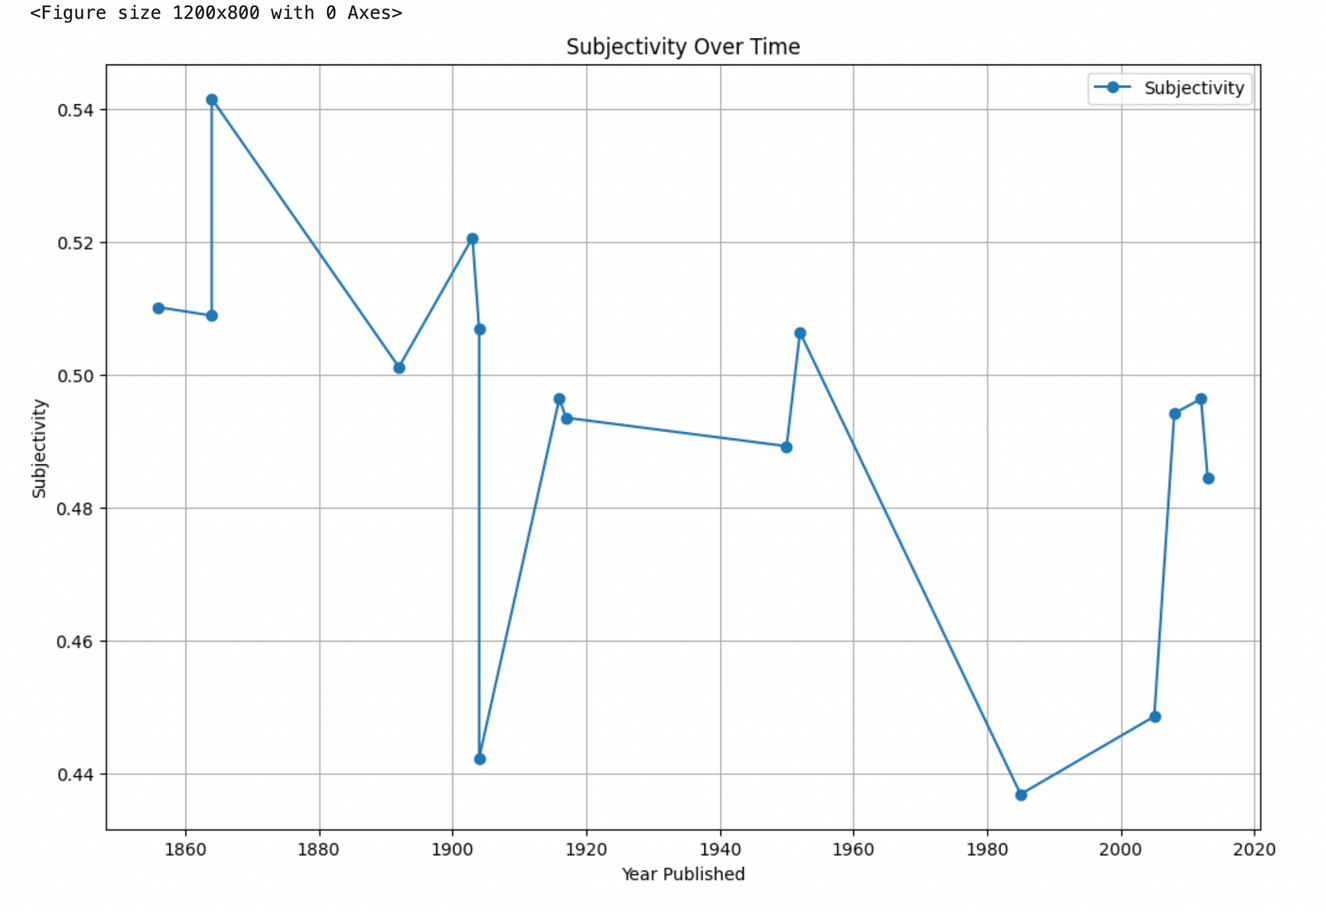 <Figure size 1200x800 with 0 Axes>
Subjectivity Over Time
Subjectivity
0.54
0.52
0.50
0.48
0.46
0.44
Subjectivity
1860 1880 1900 1920 1940 1960 1980 2000 2020
Year Published